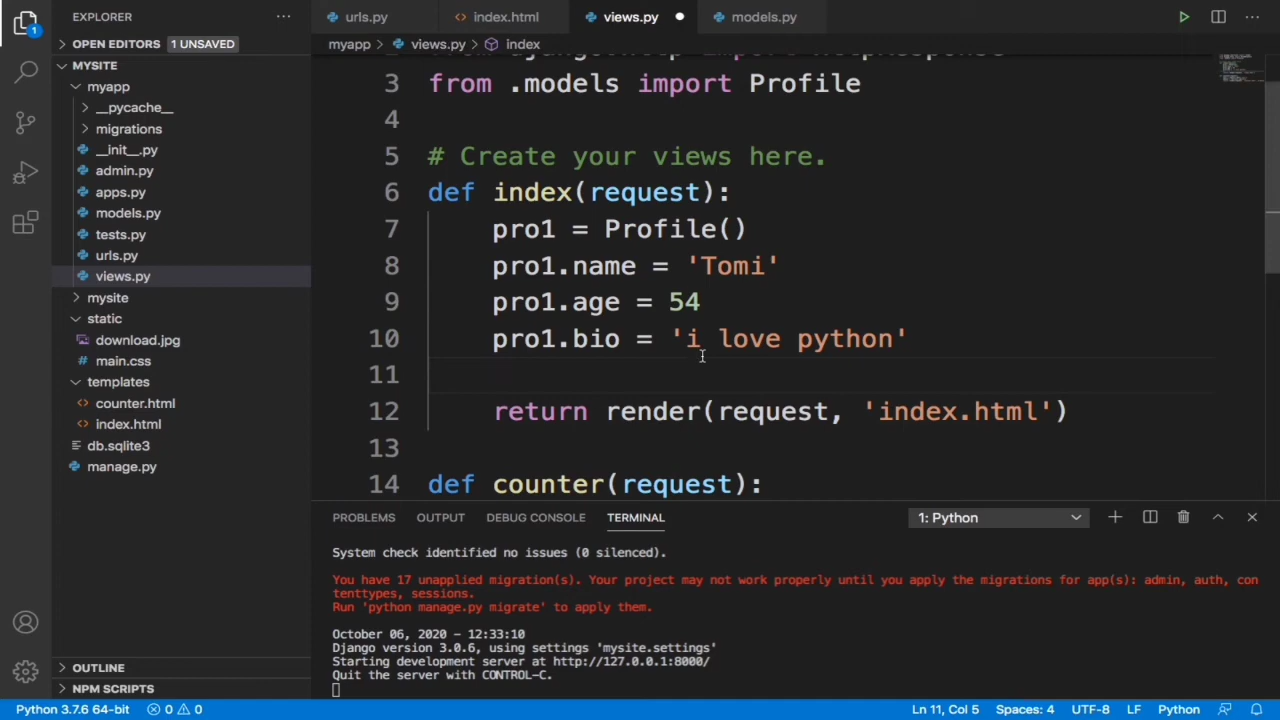 EXPLORER
urls.py
index.html
views.py
models.py
OPEN EDITORS 1 UNSAVED
myapp > views.py > index
MYSITE
myapp
__pycache__
migrations
__init__.py
admin.py
apps.py
models.py
tests.py
urls.py
views.py
mysite
static
download.jpg
main.css
templates
counter.html
index.html
db.sqlite3
manage.py
OUTLINE
NPM SCRIPTS
3 from .models import Profile
4
5 # Create your views here.
6 def index(request):
7 pro1 = Profile()
8 pro1.name = 'Tomi'
9 pro1.age = 54
10 pro1.bio = 'i love python'
11
12 return render(request, 'index.html')
13
14 def counter(request):
PROBLEMS OUTPUT DEBUG CONSOLE TERMINAL 1: Python
System check identified no issues (0 silenced).
You have 17 unapplied migration(s). Your project may not work properly until you apply the migrations for app(s): admin, auth, con
tenttypes, sessions.
Run 'python manage.py migrate' to apply them.
October 06, 2020 - 12:33:10
Django version 3.0.6, using settings 'mysite.settings'
Starting development server at http://127.0.0.1:8000/
Quit the server with CONTROL-C.
1
Python 3.7.6 64-bit 0 0 Ln 11, Col 5 Spaces: 4 UTF-8 LF Python